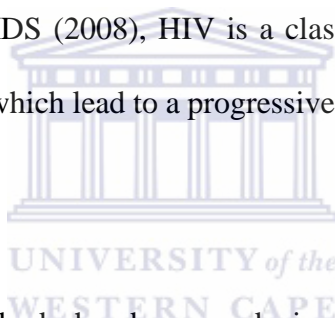 DS (2008), HIV is a clas
which lead to a progressive
UNIVERSITY of the
WESTERN CAPE